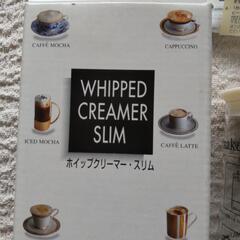 CAFFÈ MOCHA
CAPPUCCINO
WHIPPED
CREAMER
SLIM
ICED MOCHA
CAFFÈ LATTE
ホイップクリーマー・スリム